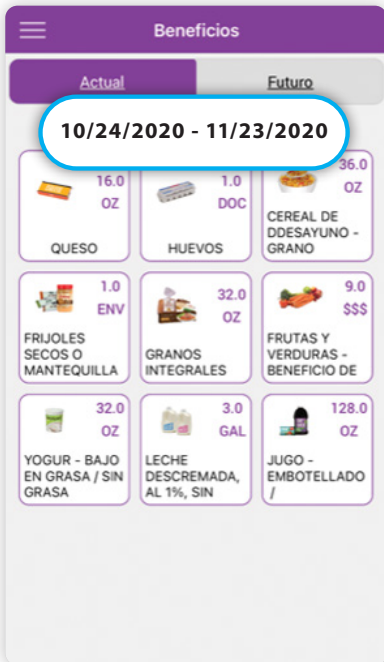 Beneficios
Actual
Futuro
10/24/2020 - 11/23/2020
16.0
OZ
QUESO
1.0
DOC
HUEVOS
36.0
OZ
CEREAL DE
DDESAYUNO -
GRANO
1.0
ENV
FRIJOLES
SECOS O
MANTEQUILLA
32.0
OZ
GRANOS
INTEGRALES
9.0
$$$
FRUTAS Y
VERDURAS -
BENEFICIO DE
32.0
OZ
YOGUR - BAJO
EN GRASA / SIN
GRASA
3.0
GAL
LECHE
DESCREMADA,
AL 1%, SIN
128.0
OZ
JUGO -
EMBOTELLADO
/